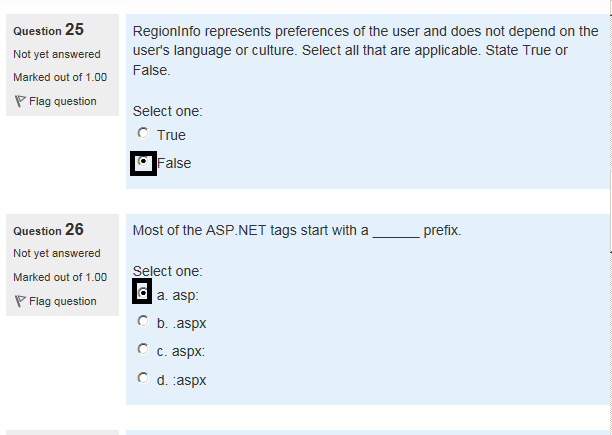 Question 25
Not yet answered
Marked out of 1.00
Flag question
RegionInfo represents preferences of the user and does not depend on the
user's language or culture. Select all that are applicable. State True or
False.
Select one:
True
False
Question 26
Not yet answered
Marked out of 1.00
Flag question
Most of the ASP.NET tags start with a ______ prefix.
Select one:
a. asp:
b. .aspx
c. aspx:
d. :aspx